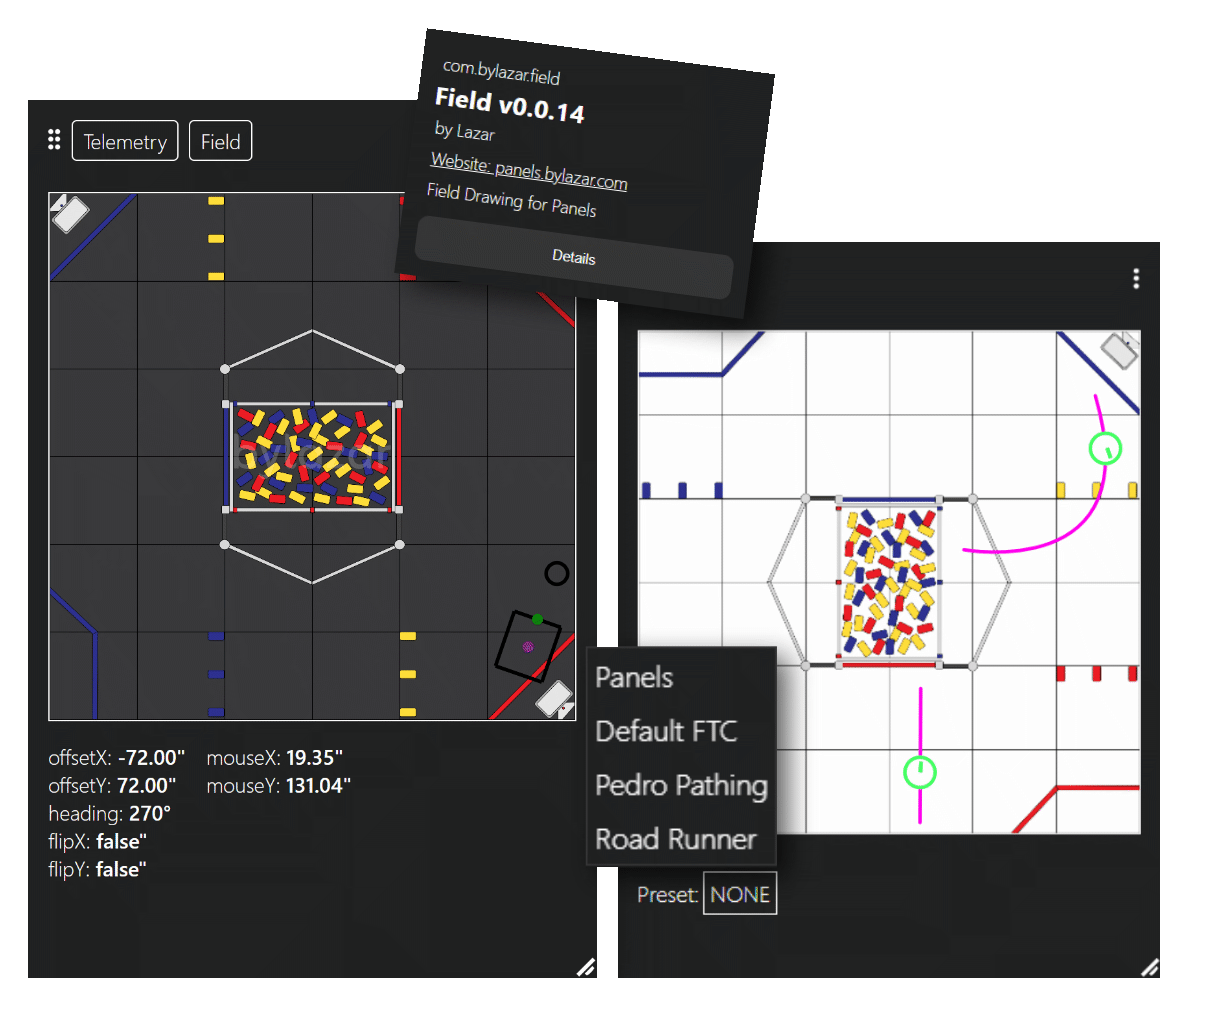 com.bylazar.field
Field v0.0.14
by Lazar
Website: panels.bylazar.com
Field Drawing for Panels
Details
Telemetry
Field
bylazar
offsetX: -72.00" mouseX: 19.35"
offsetY: 72.00" mouseY: 131.04"
heading: 270°
flipX: false"
flipY: false"
Panels
Default FTC
Pedro Pathing
Road Runner
Preset: NONE